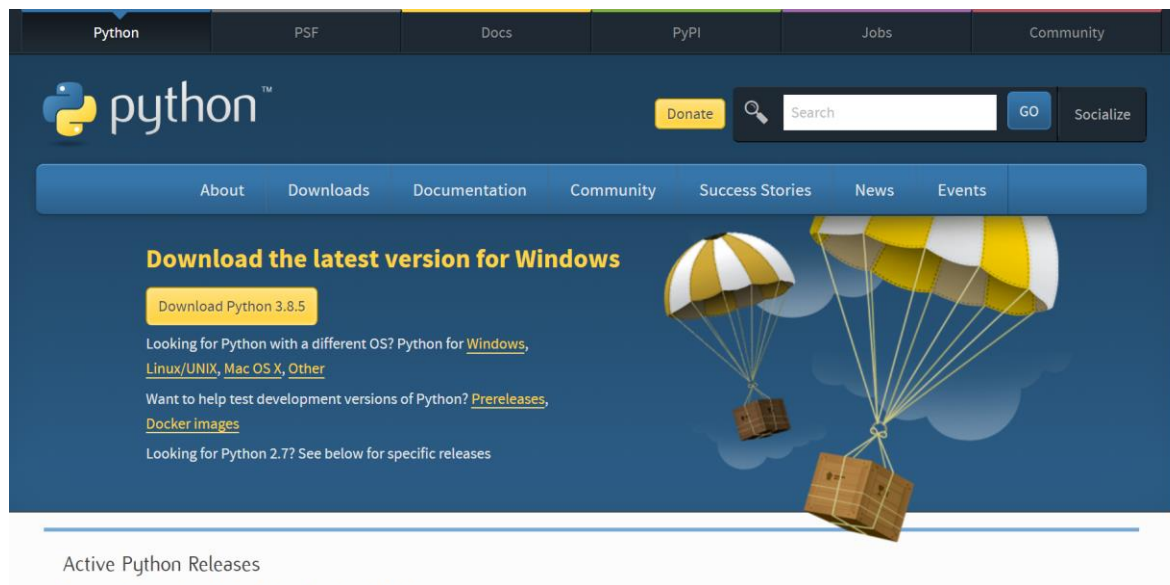 Python PSF Docs PyPI Jobs Community
python™
Donate Search GO Socialize
About Downloads Documentation Community Success Stories News Events
Download the latest version for Windows
Download Python 3.8.5
Looking for Python with a different OS? Python for Windows,
Linux/UNIX, Mac OS X, Other
Want to help test development versions of Python? Prereleases,
Docker images
Looking for Python 2.7? See below for specific releases
Active Python Releases